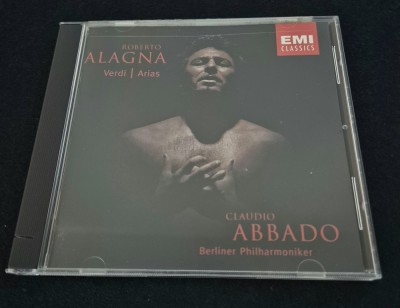 ROBERTO
ALAGNA
Verdi | Arias
EMI
CLASSICS
CLAUDIO
ABBADO
Berliner Philharmoniker